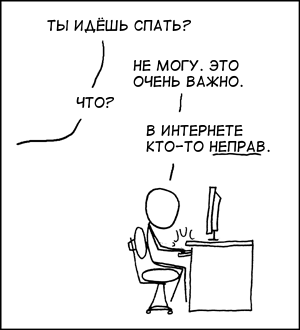 ТЫ ИДЁШЬ СПАТЬ?
НЕ МОГУ. ЭТО
ОЧЕНЬ ВАЖНО.
ЧТО?
В ИНТЕРНЕТЕ
КТО-ТО НЕПРАВ.